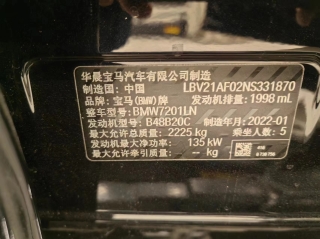 华晨宝马汽车有限公司制造
制造国:中国 LBV21AF02NS331870
品牌:宝马(BMW)牌 发动机排量:1998 mL
整车型号:BMW7201LN
发动机型号:B48B20C 制造年月:2022-01
最大允许总质量:2225 kg 乘坐人数:5
发动机最大净功率:135 kW
最大允许牵引质量:-- kg